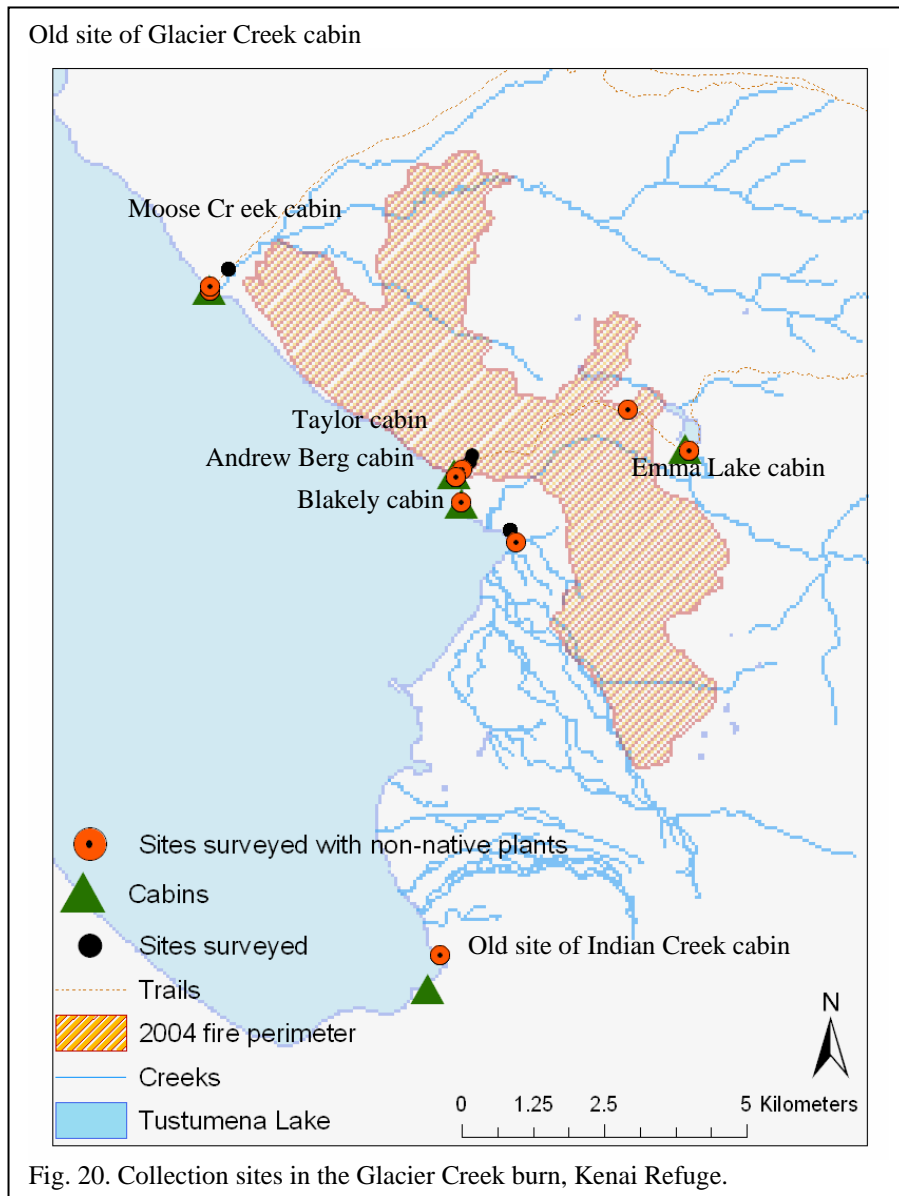 Old site of Glacier Creek cabin
Moose Cr eek cabin
Taylor cabin
Andrew Berg cabin
Emma Lake cabin
Blakely cabin
Sites surveyed with non-native plants
Cabins
Sites surveyed
Old site of Indian Creek cabin
Trails
N
2004 fire perimeter
Creeks
0 1.25 2.5 5 Kilometers
Tustumena Lake
Fig. 20. Collection sites in the Glacier Creek burn, Kenai Refuge.